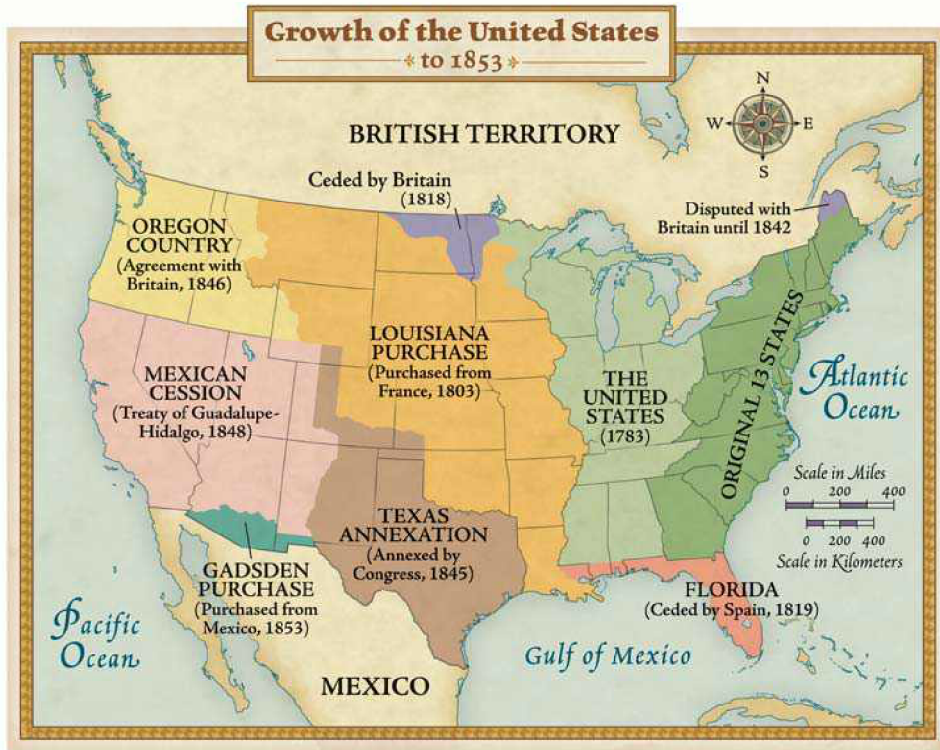 Growth of the United States
to 1853
N
W
E
S
BRITISH TERRITORY
Ceded by Britain
(1818)
Disputed with
Britain until 1842
OREGON
COUNTRY
(Agreement with
Britain, 1846)
LOUISIANA
PURCHASE
(Purchased from
France, 1803)
MEXICAN
CESSION
(Treaty of Guadalupe-
Hidalgo, 1848)
THE
UNITED
STATES
(1783)
ORIGINAL 13 STATES
Atlantic
Ocean
Scale in Miles
0 200 400
0 200 400
Scale in Kilometers
TEXAS
ANNEXATION
(Annexed by
Congress, 1845)
GADSDEN
PURCHASE
(Purchased from
Mexico, 1853)
FLORIDA
(Ceded by Spain, 1819)
Pacific
Ocean
Gulf of Mexico
MEXICO